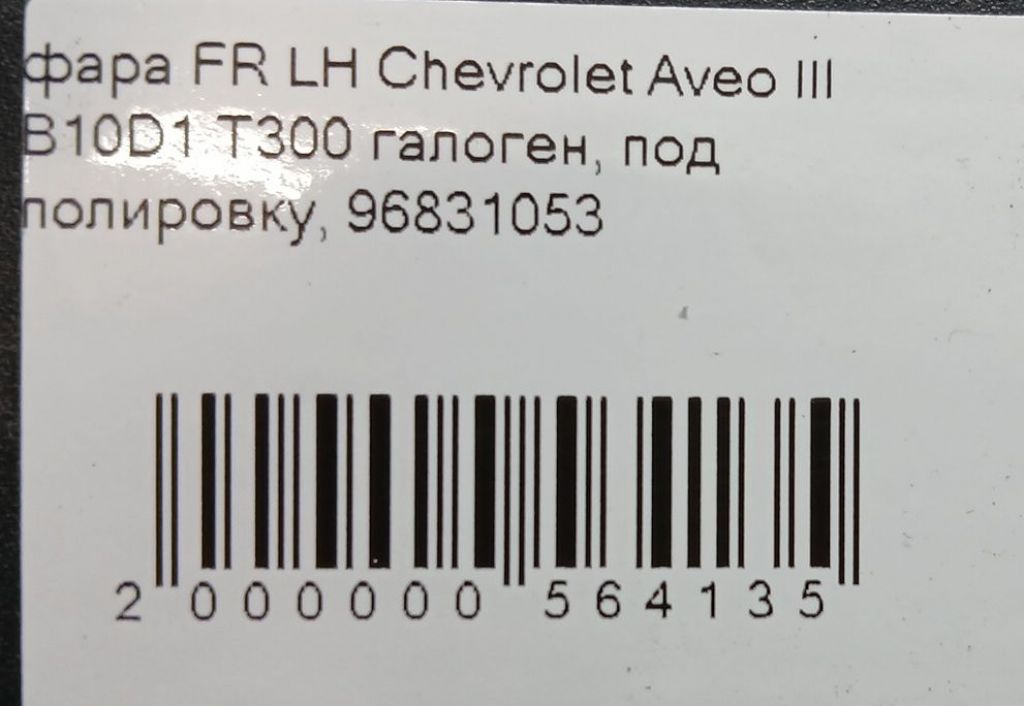 фара FR LH Chevrolet Aveo III
B10D1 T300 галоген, под
полировку, 96831053
2 000000 564135